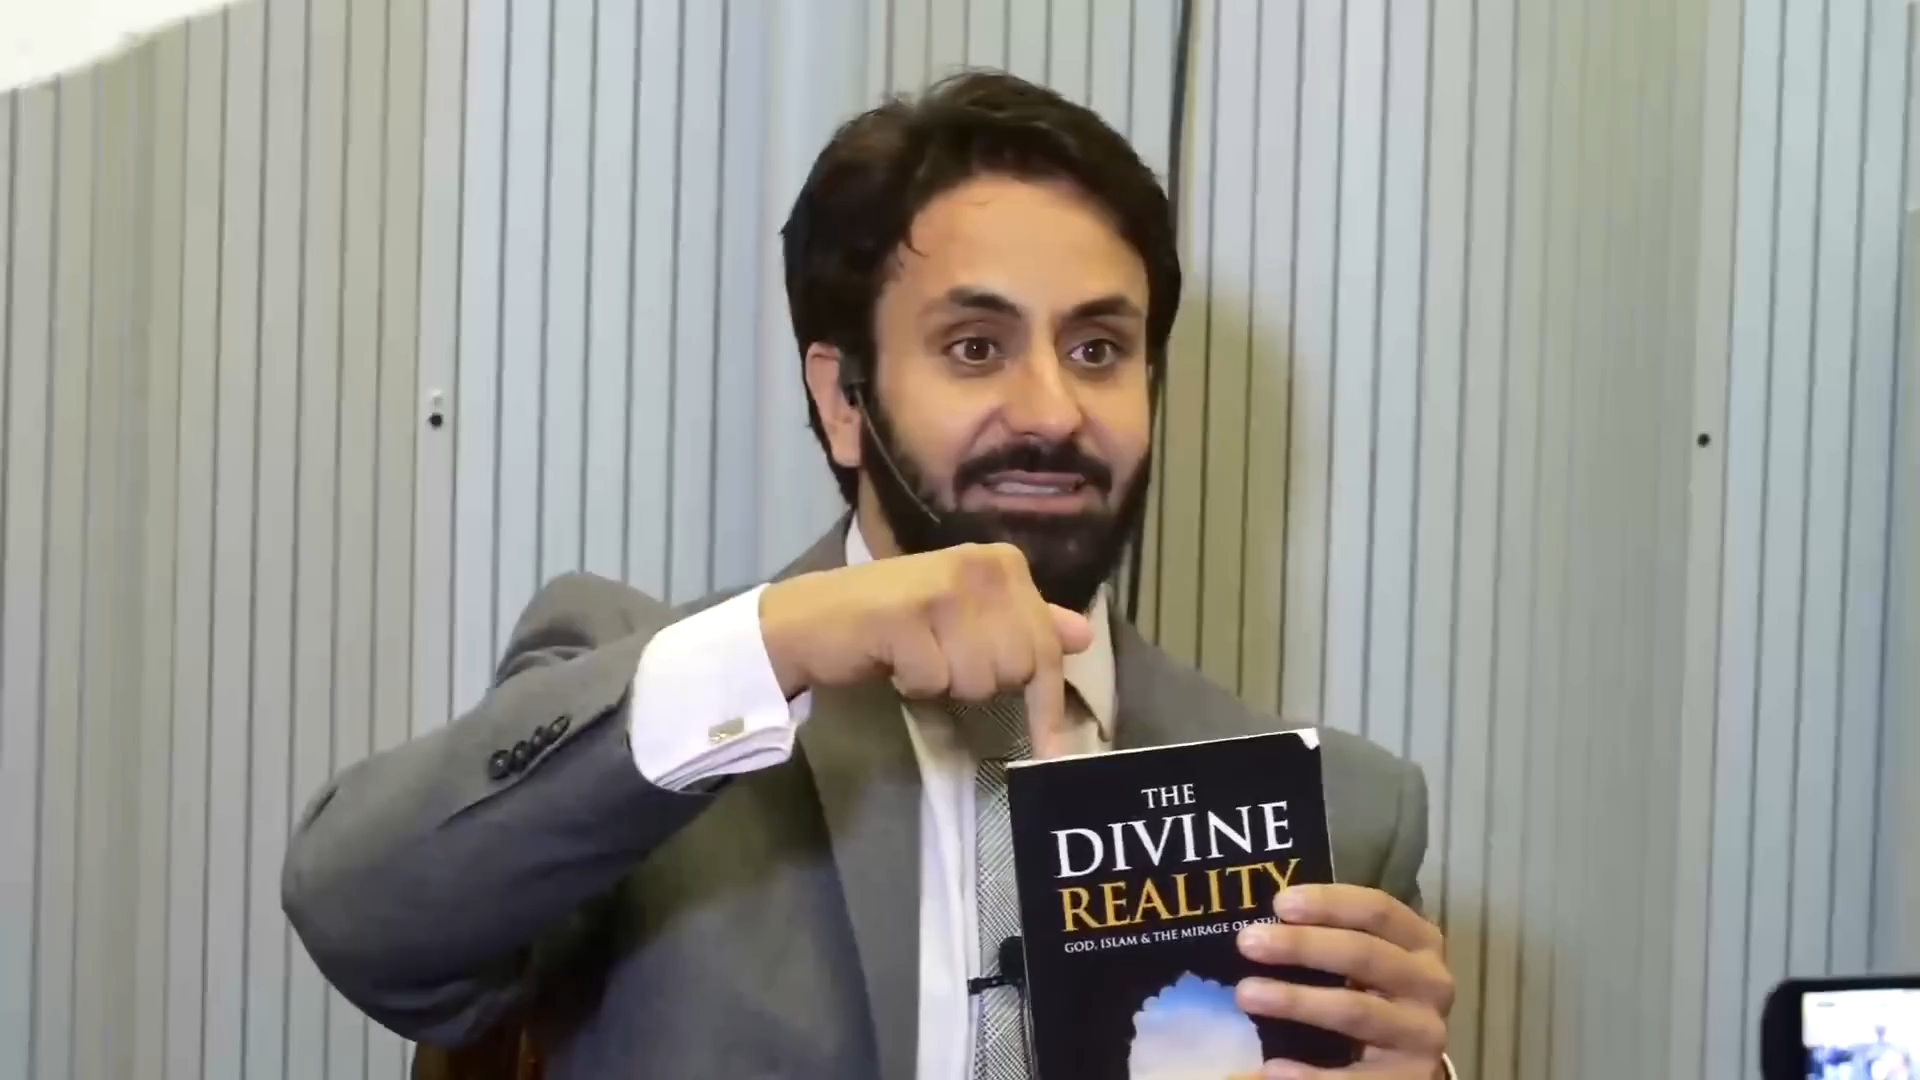 THE
DIVINE
REALITY
GOD, ISLAM & THE MIRAGE OF